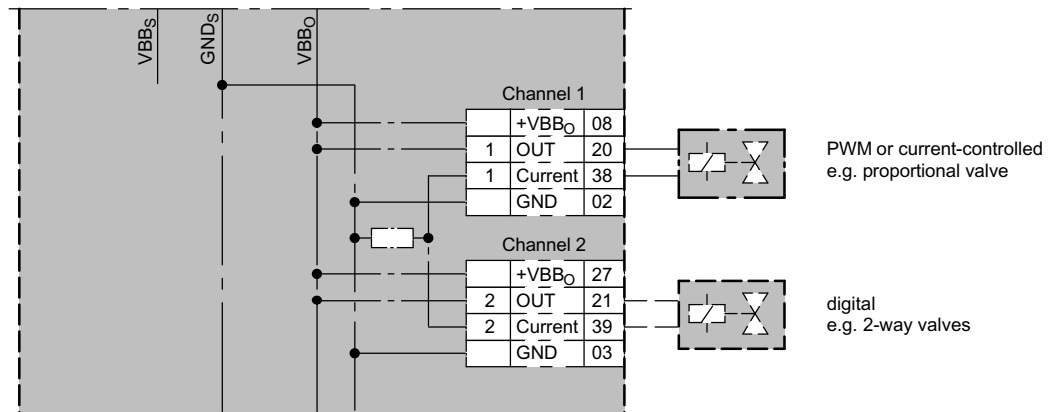 VBBS
GNDS
VBBO
Channel 1
+VBBO 08
1 OUT 20
1 Current 38
GND 02
PWM or current-controlled
e.g. proportional valve
Channel 2
+VBBO 27
2 OUT 21
2 Current 39
GND 03
digital
e.g. 2-way valves